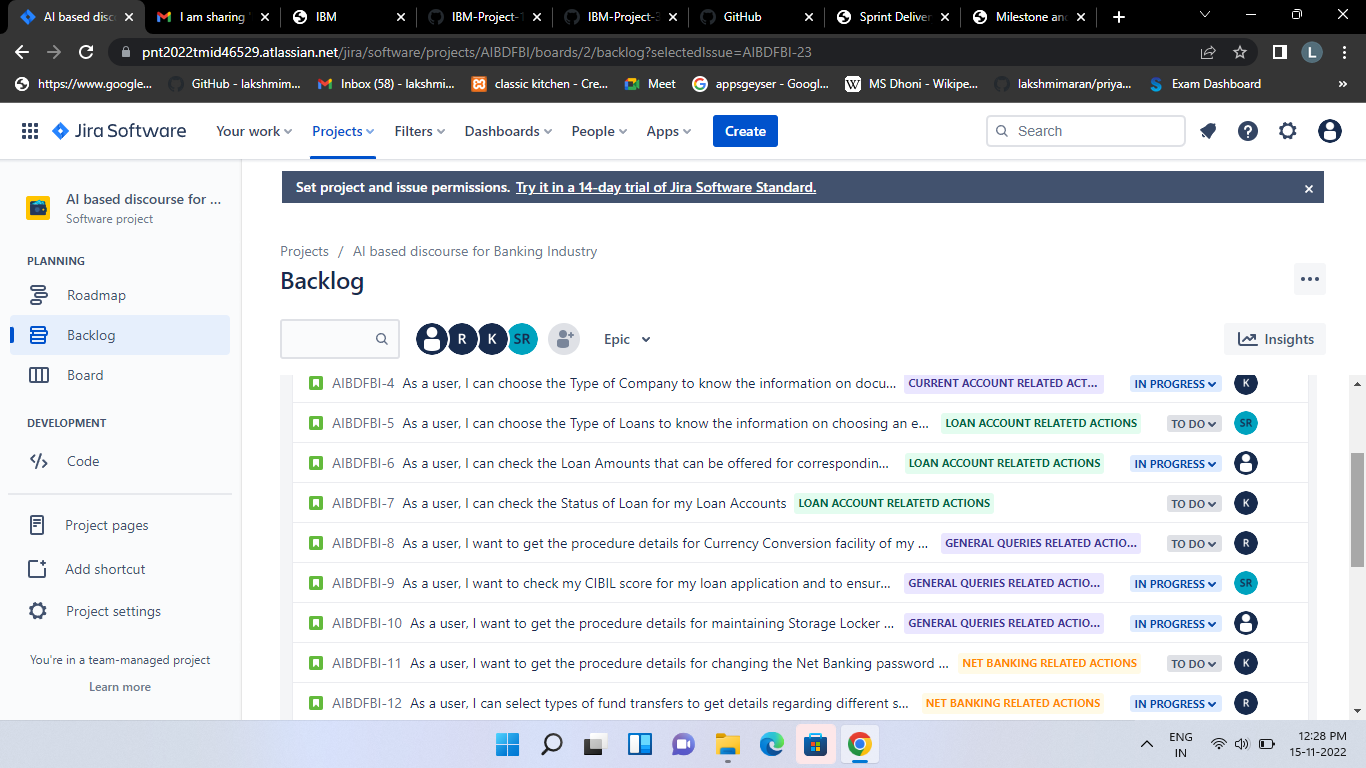 AI based disco
I am sharing '
IBM
IBM-Project-1
IBM-Project-3
GitHub
Sprint Deliver
Milestone and
pnt2022tmid46529.atlassian.net/jira/software/projects/AIBDFBI/boards/2/backlog?selectedIssue=AIBDFBI-23
L
https://www.google...
GitHub - lakshmim...
Inbox (58) - lakshmi...
classic kitchen - Cre...
Meet
appsgeyser - Googl...
MS Dhoni - Wikipe...
lakshmimaran/priya...
Exam Dashboard
»
Jira Software
Your work
Projects
Filters
Dashboards
People
Apps
Create
Search
AI based discourse for ...
Software project
PLANNING
Roadmap
Backlog
Board
DEVELOPMENT
Code
Project pages
Add shortcut
Project settings
You're in a team-managed project
Learn more
Set project and issue permissions. Try it in a 14-day trial of Jira Software Standard.
Projects / AI based discourse for Banking Industry
Backlog
R K SR
Epic
Insights
AIBDFBI-4 As a user, I can choose the Type of Company to know the information on docu... CURRENT ACCOUNT RELATED ACT... IN PROGRESS K
AIBDFBI-5 As a user, I can choose the Type of Loans to know the information on choosing an e... LOAN ACCOUNT RELATETD ACTIONS TO DO SR
AIBDFBI-6 As a user, I can check the Loan Amounts that can be offered for correspondin... LOAN ACCOUNT RELATETD ACTIONS IN PROGRESS
AIBDFBI-7 As a user, I can check the Status of Loan for my Loan Accounts LOAN ACCOUNT RELATETD ACTIONS TO DO K
AIBDFBI-8 As a user, I want to get the procedure details for Currency Conversion facility of my ... GENERAL QUERIES RELATED ACTIO... TO DO R
AIBDFBI-9 As a user, I want to check my CIBIL score for my loan application and to ensur... GENERAL QUERIES RELATED ACTIO... IN PROGRESS SR
AIBDFBI-10 As a user, I want to get the procedure details for maintaining Storage Locker ... GENERAL QUERIES RELATED ACTIO... IN PROGRESS
AIBDFBI-11 As a user, I want to get the procedure details for changing the Net Banking password ... NET BANKING RELATED ACTIONS TO DO K
AIBDFBI-12 As a user, I can select types of fund transfers to get details regarding different s... NET BANKING RELATED ACTIONS IN PROGRESS R
ENG
IN
12:28 PM
15-11-2022